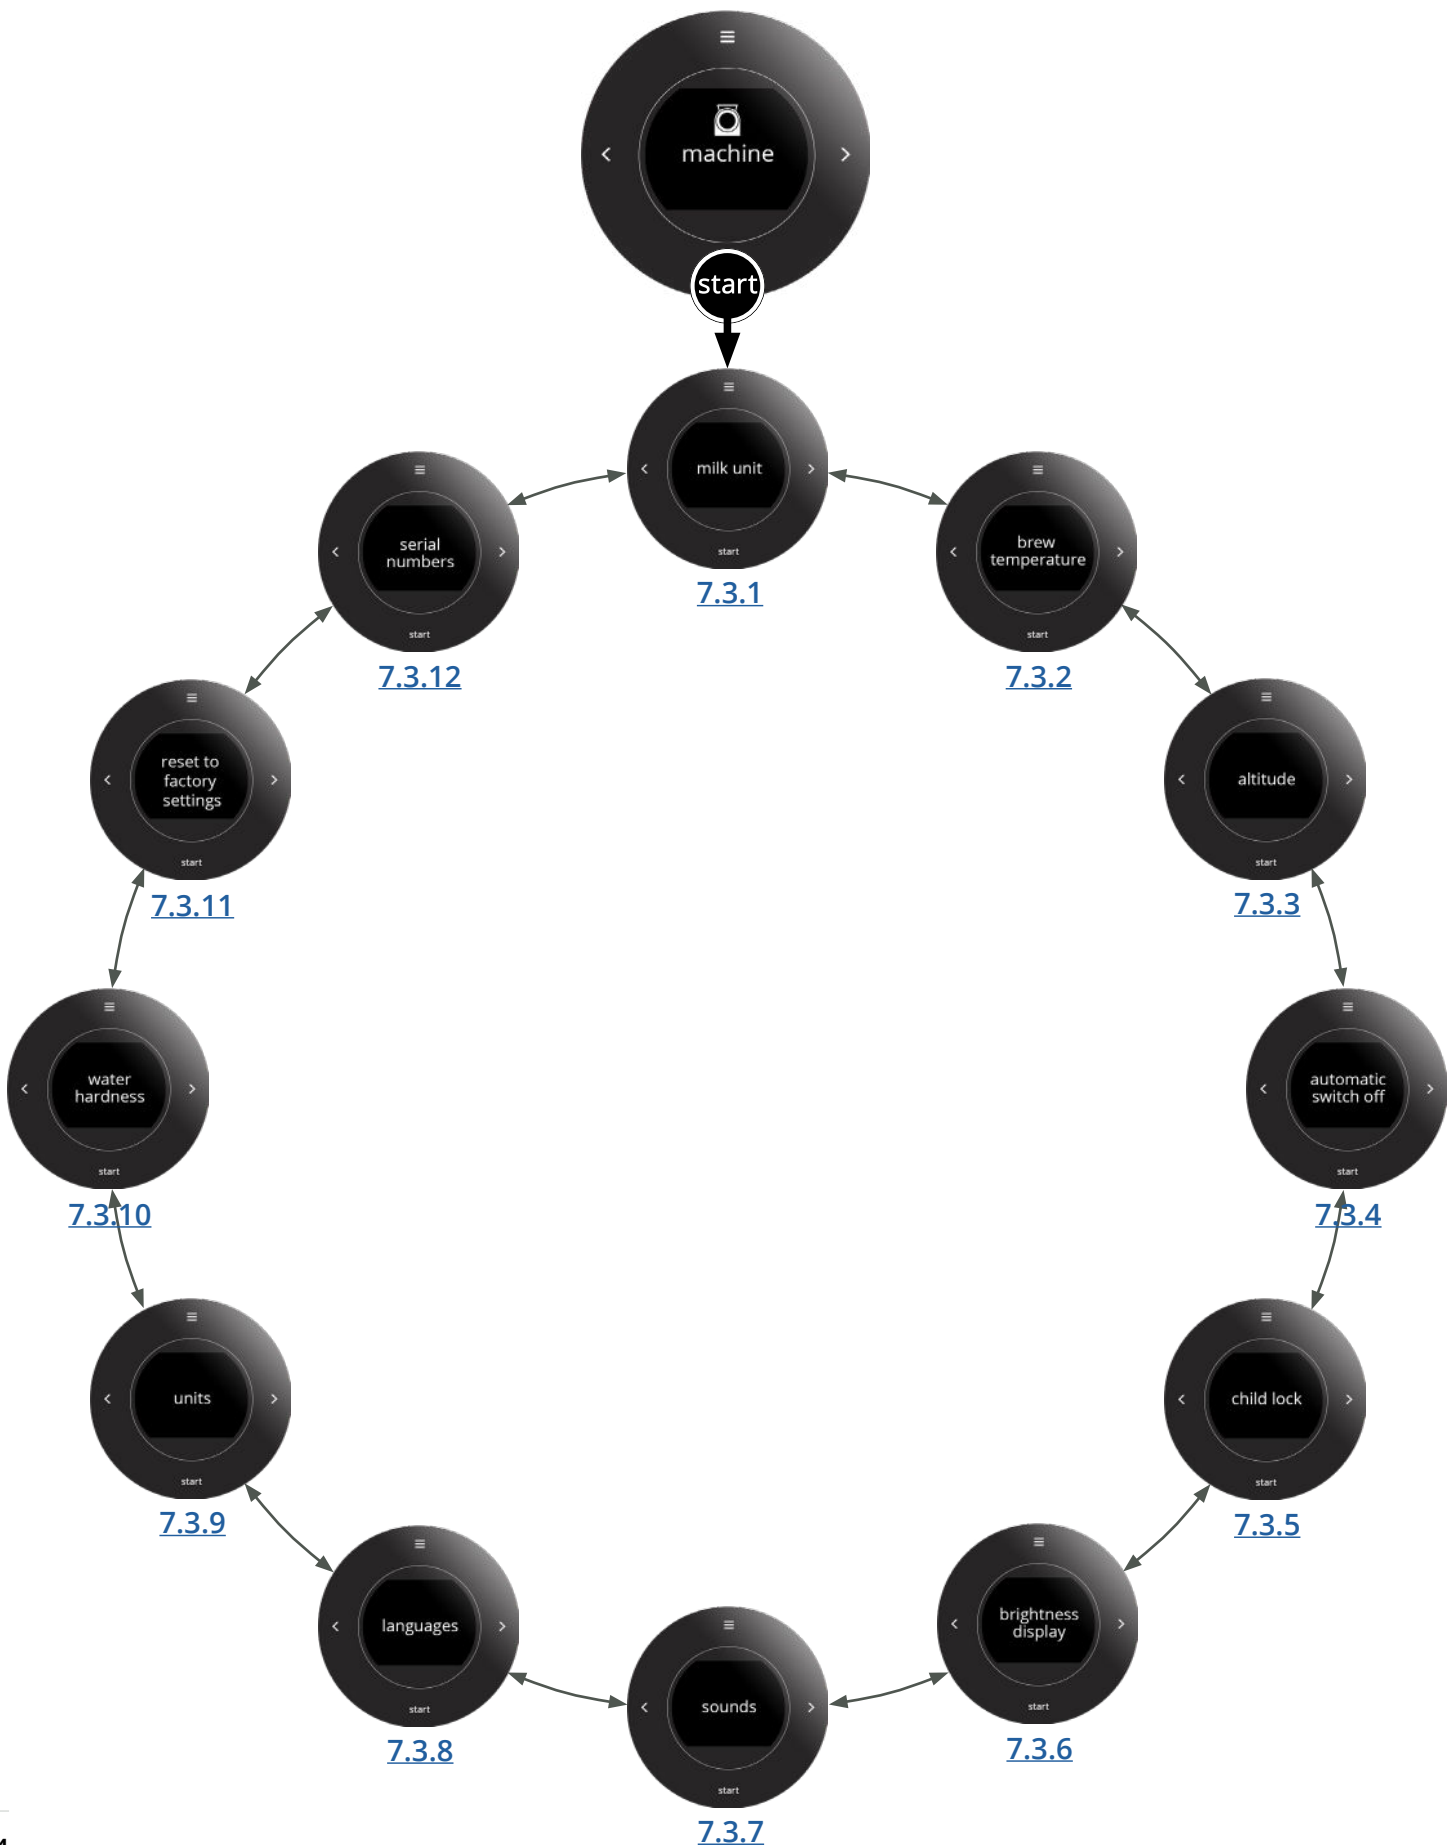 machine
start
milk unit
start
7.3.1
brew
temperature
start
7.3.2
altitude
start
7.3.3
automatic
switch off
start
7.3.4
child lock
start
7.3.5
brightness
display
start
7.3.6
sounds
start
7.3.7
languages
start
7.3.8
units
start
7.3.9
water
hardness
start
7.3.10
reset to
factory
settings
start
7.3.11
serial
numbers
start
7.3.12